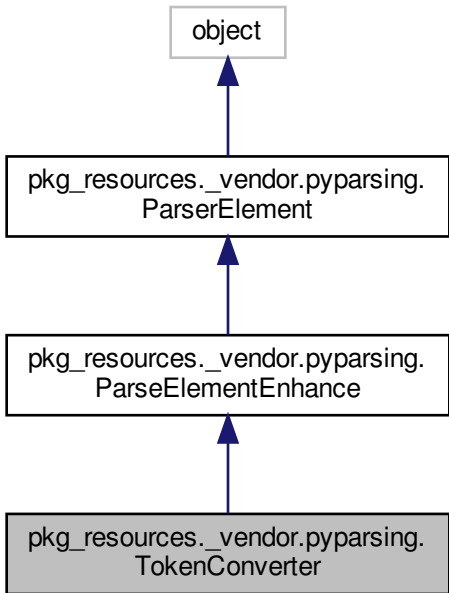 object
pkg_resources._vendor.pyparsing.
ParserElement
pkg_resources._vendor.pyparsing.
ParseElementEnhance
pkg_resources._vendor.pyparsing.
TokenConverter